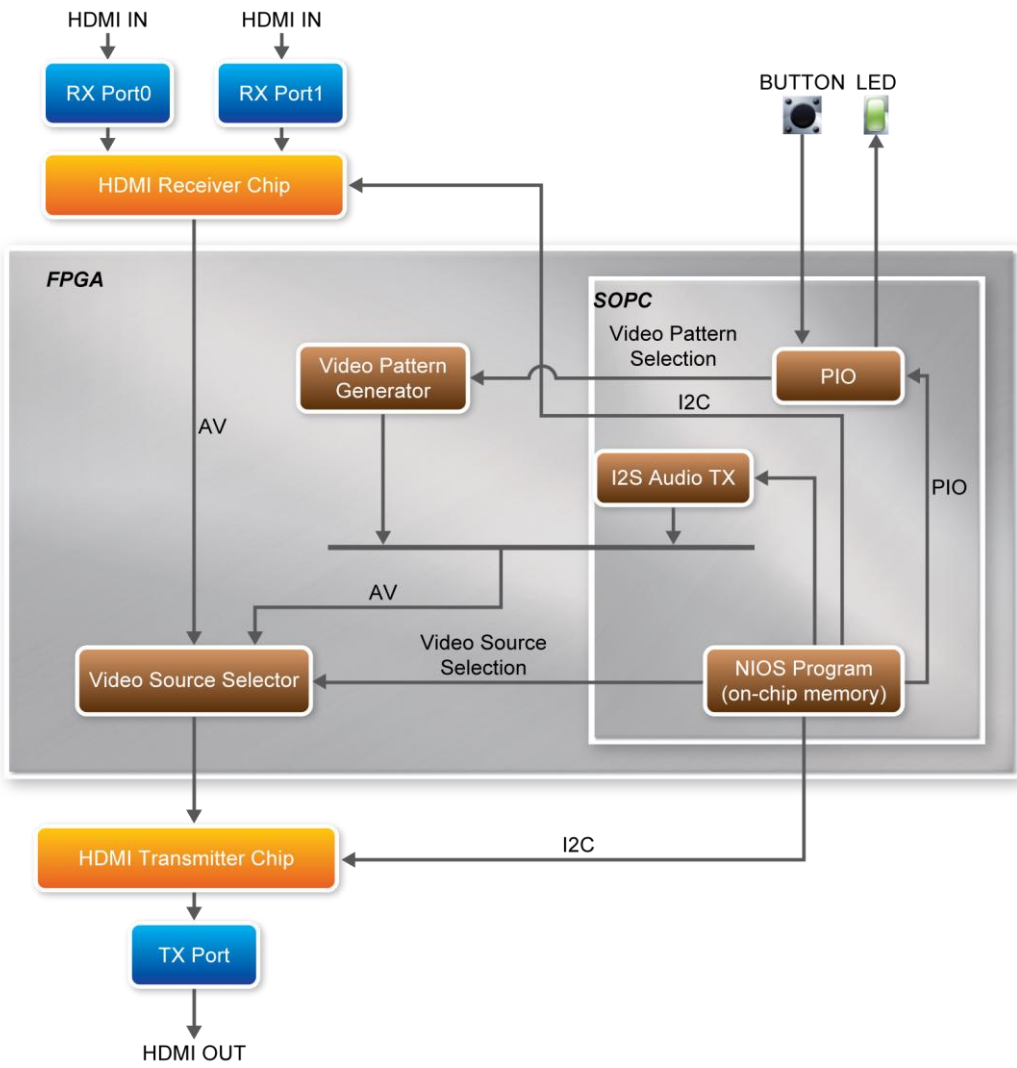 HDMI IN
HDMI IN
RX Port0
RX Port1
BUTTON
LED
HDMI Receiver Chip
FPGA
SOPC
Video Pattern
Selection
Video Pattern
Generator
PIO
I2C
AV
I2S Audio TX
PIO
AV
Video Source
Selection
Video Source Selector
NIOS Program
(on-chip memory)
HDMI Transmitter Chip
I2C
TX Port
HDMI OUT